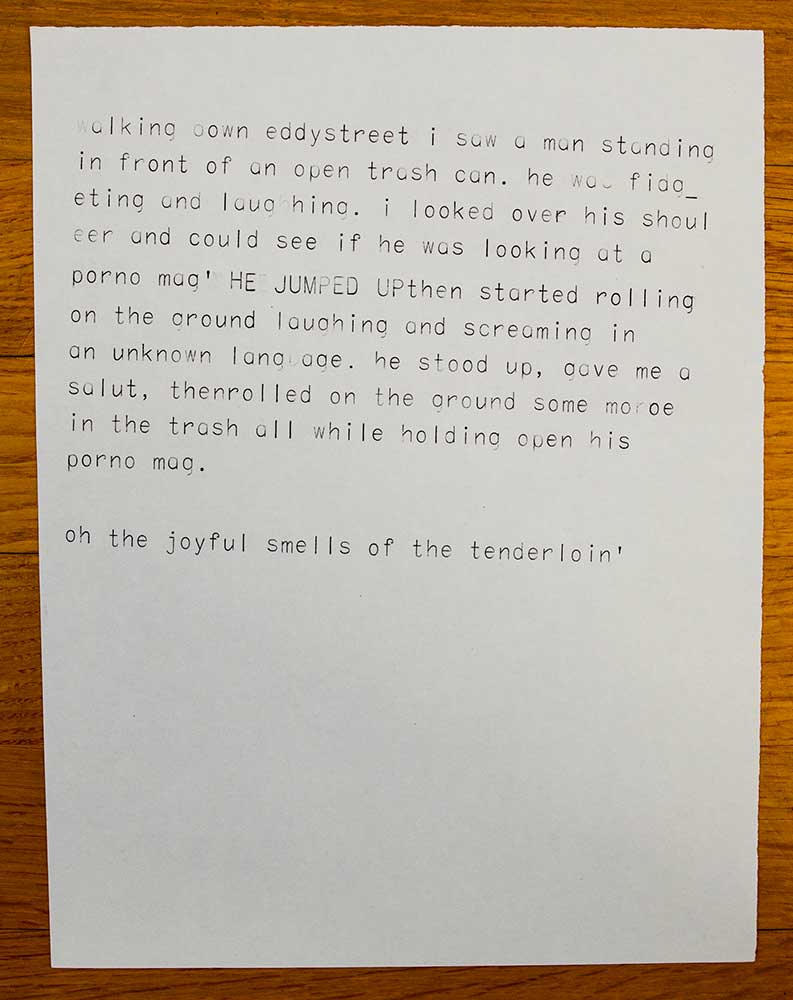 walking down eddystreet i saw a man standing
in front of an open trash can. he was fidg_
eting and laug hing. i looked over his shoul
eer and could see if he was looking at a
porno mag' HE JUMPED UPthen started rolling
on the ground laughing and screaming in
an unknown language. he stood up, gave me a
salut, thenrolled on the ground some moroe
in the trash all while holding open his
porno mag.
oh the joyful smells of the tenderloin'